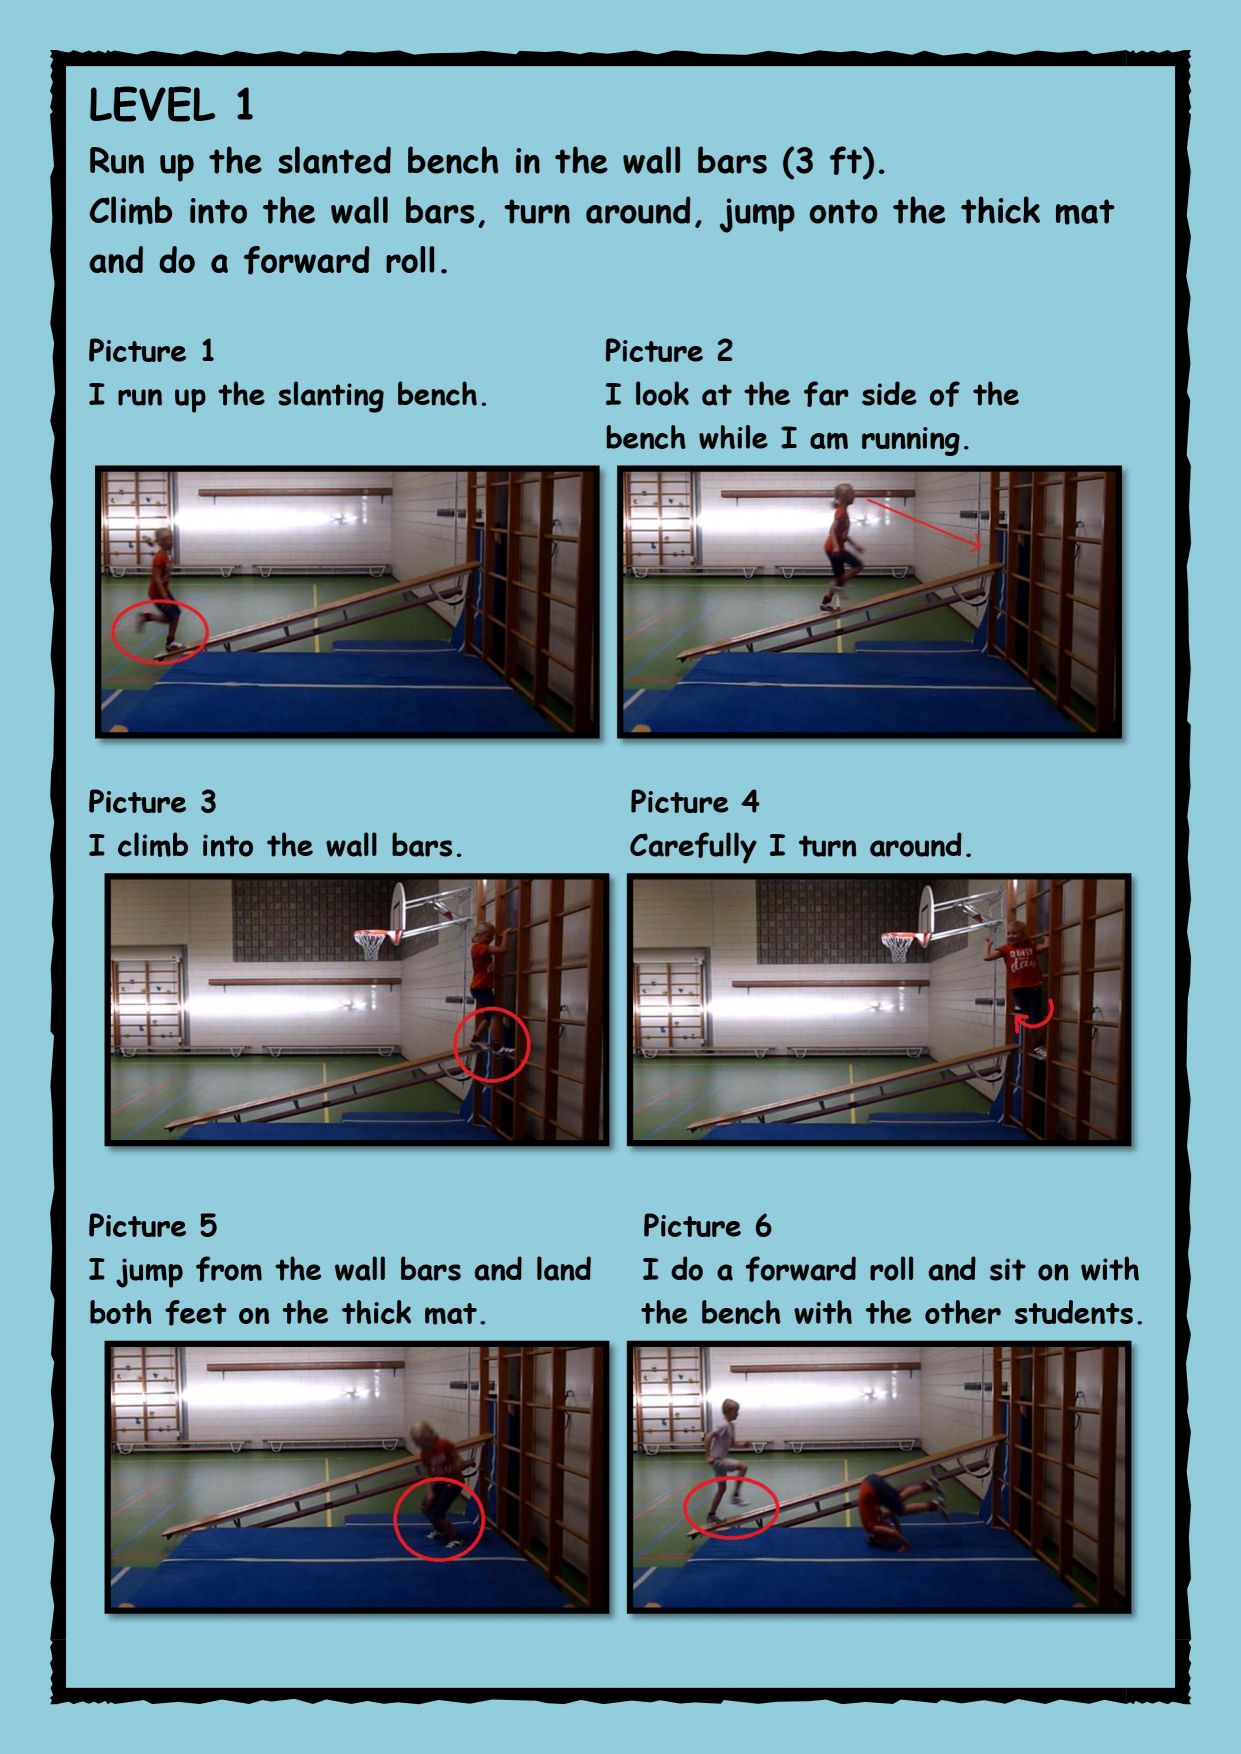 LEVEL 1
Run up the slanted bench in the wall bars (3 ft).
Climb into the wall bars, turn around, jump onto the thick mat
and do a forward roll.
Picture 1
I run up the slanting bench.
Picture 2
I look at the far side of the
bench while I am running.
Picture 3
I climb into the wall bars.
Picture 4
Carefully I turn around.
Picture 5
I jump from the wall bars and land
both feet on the thick mat.
Picture 6
I do a forward roll and sit on with
the bench with the other students.